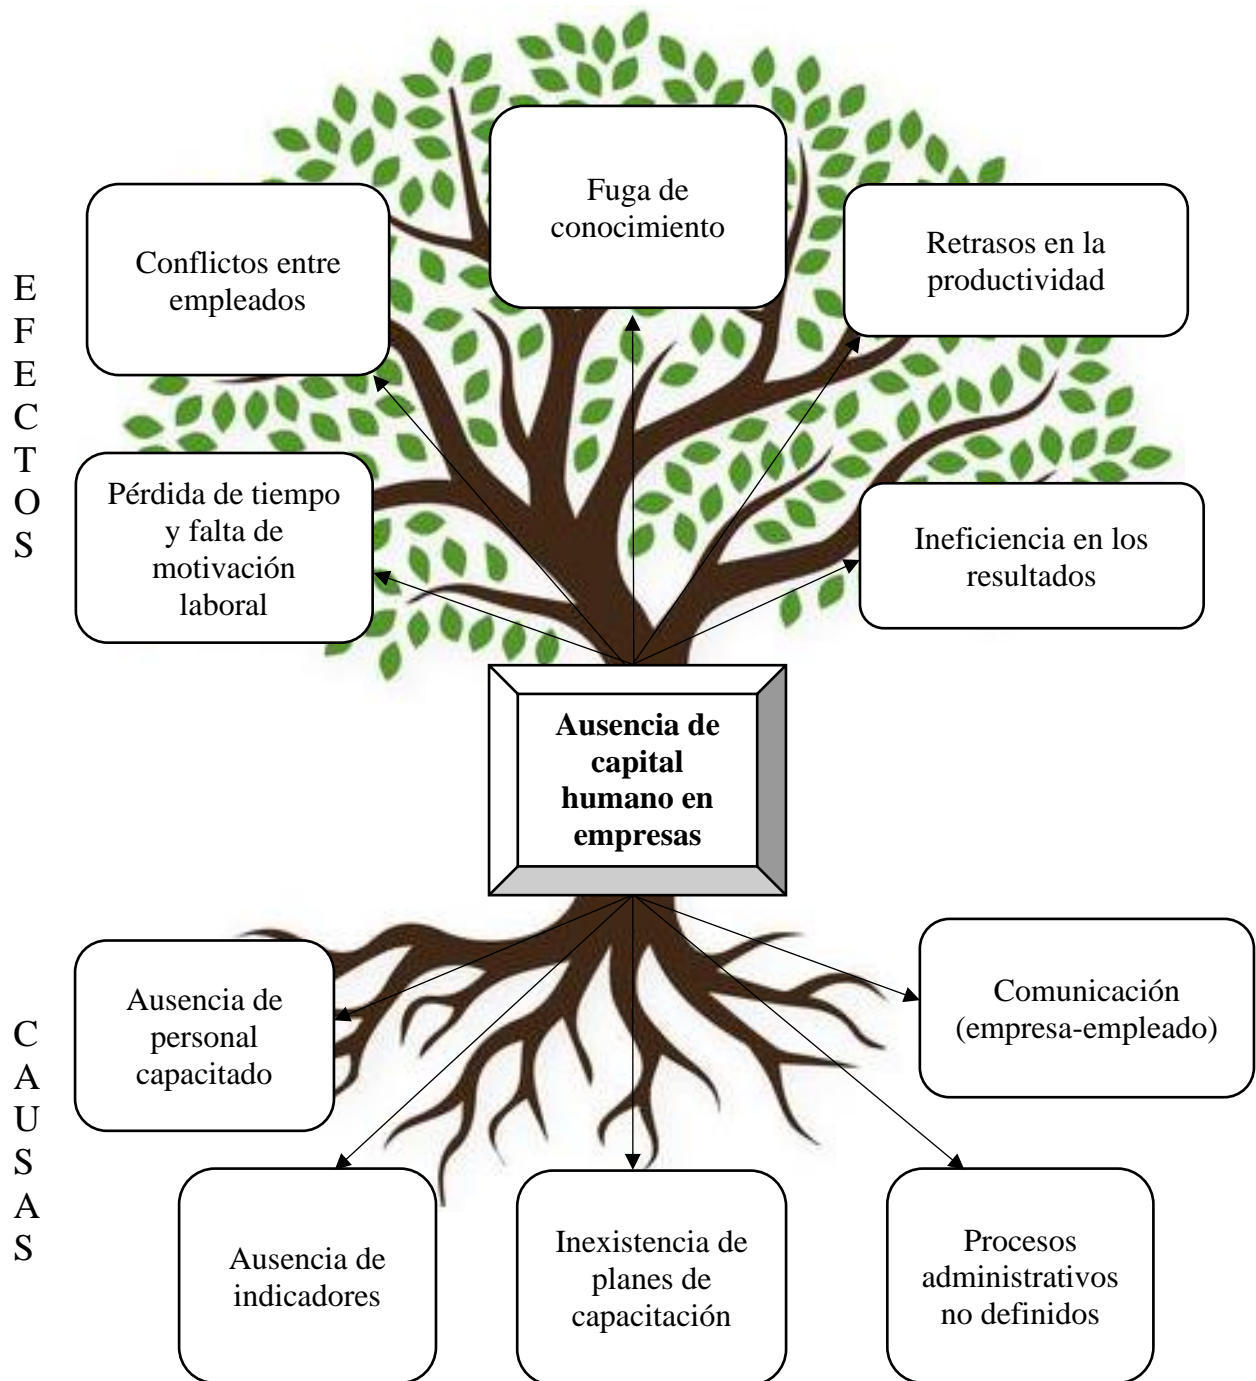 EFECTOS
Fuga de
conocimiento
Conflictos entre
empleados
Retrasos en la
productividad
Pérdida de tiempo
y falta de
motivación
laboral
Ineficiencia en los
resultados
Ausencia de
capital
humano en
empresas
CAUSAS
Ausencia de
personal
capacitado
Comunicación
(empresa-empleado)
Ausencia de
indicadores
Inexistencia de
planes de
capacitación
Procesos
administrativos
no definidos